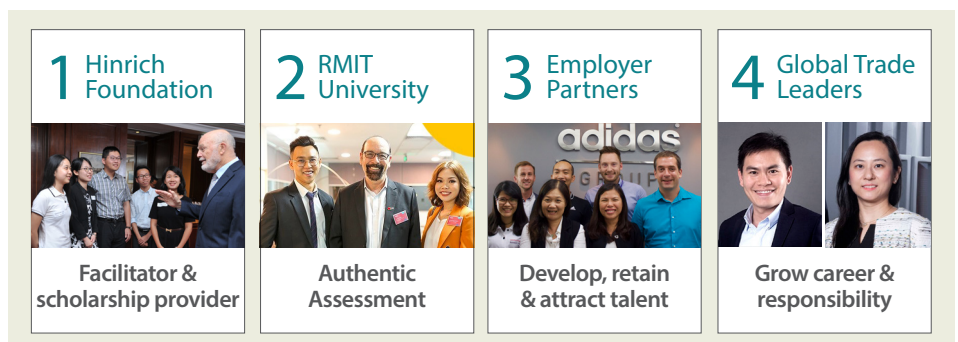 1 Hinrich
Foundation
Facilitator &
scholarship provider
2 RMIT
University
Authentic
Assessment
3 Employer
Partners
adidas
GROUP
Develop, retain
& attract talent
4 Global Trade
Leaders
Grow career &
responsibility